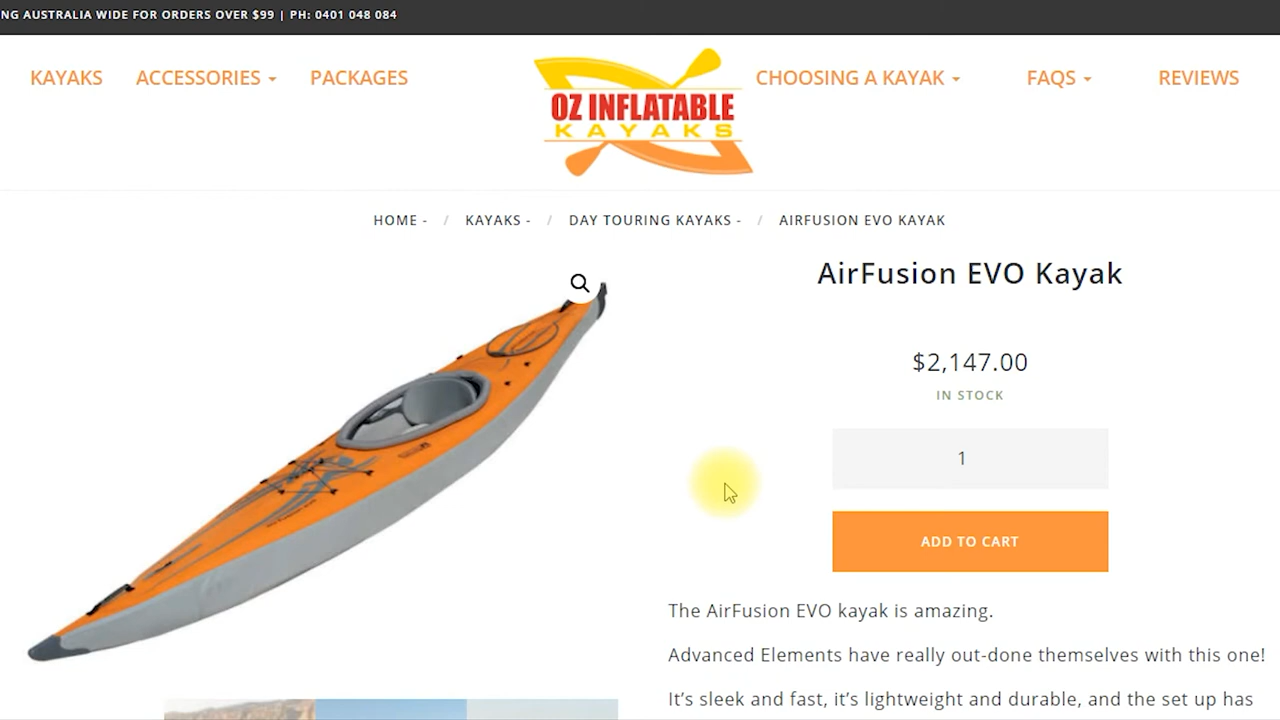 NG AUSTRALIA WIDE FOR ORDERS OVER $99 | PH: 0401 048 084
KAYAKS ACCESSORIES PACKAGES CHOOSING A KAYAK FAQS REVIEWS
OZ INFLATABLE
KAYAKS
HOME - / KAYAKS - / DAY TOURING KAYAKS - / AIRFUSION EVO KAYAK
AirFusion EVO Kayak
$2,147.00
IN STOCK
1
ADD TO CART
The AirFusion EVO kayak is amazing.
Advanced Elements have really out-done themselves with this one!
It’s sleek and fast, it’s lightweight and durable, and the set up has